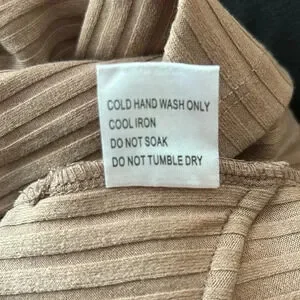 COLD HAND WASH ONLY
COOL IRON
DO NOT SOAK
DO NOT TUMBLE DRY